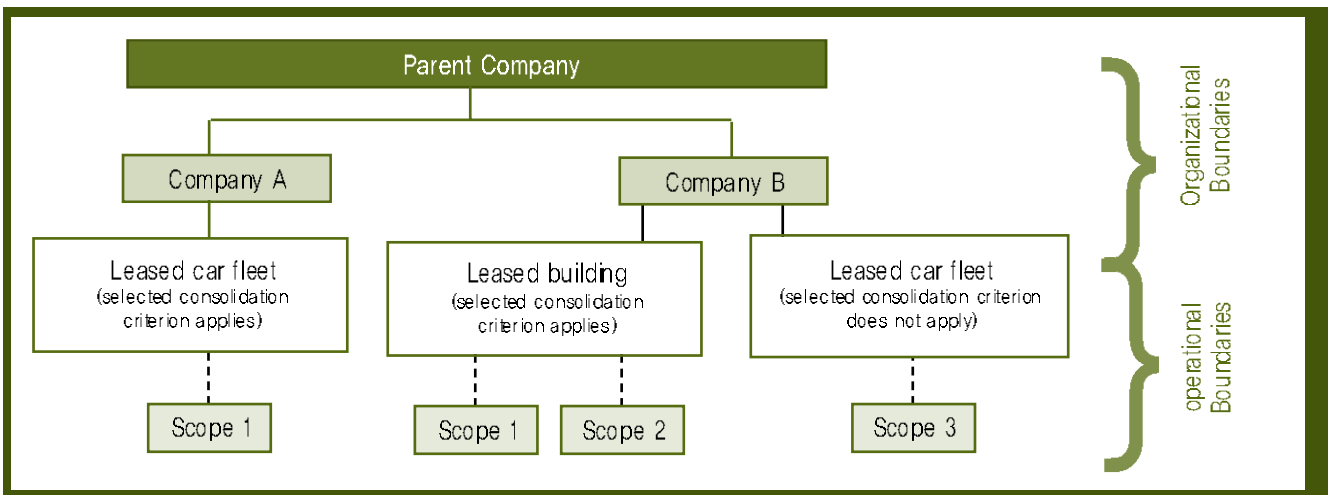 Parent Company
Company A
Company B
Leased car fleet
(selected consolidation
criterion applies)
Leased building
(selected consolidation
criterion applies)
Leased car fleet
(selected consolidation criterion
does not apply)
Scope 1
Scope 1
Scope 2
Scope 3
Organizational
Boundaries
operational
Boundaries